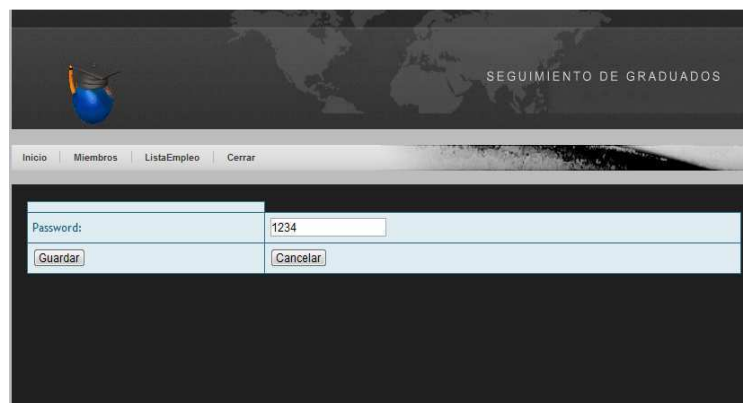 SEGUIMIENTO DE GRADUADOS
Inicio Miembros ListaEmpleo Cerrar
Password: 1234
Guardar Cancelar